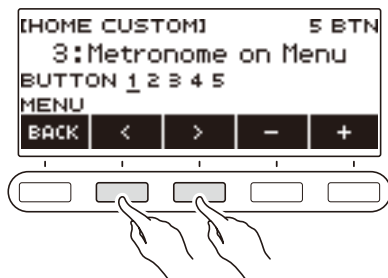 [HOME CUSTOM] 5 BTN
3:Metronome on Menu
BUTTON 1 2 3 4 5
MENU
BACK < > − +